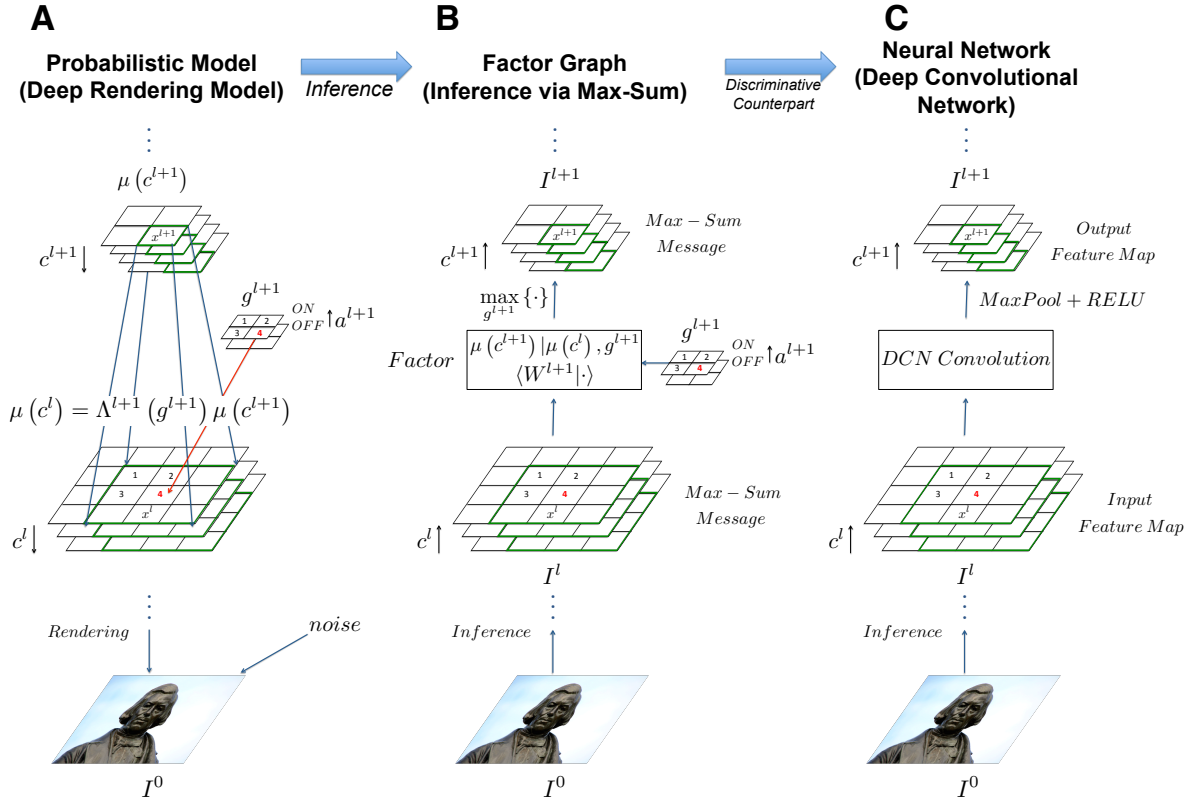 A
Probabilistic Model
(Deep Rendering Model)
Inference
⋮
μ(c^{l+1})
x^{l+1}
c^{l+1}↓
g^{l+1}
1 2
3 4
ON
OFF ↑a^{l+1}
μ(c^l) = Λ^{l+1}(g^{l+1}) μ(c^{l+1})
1 2
3 4
x^l
c^l↓
Rendering
noise
I^0
B
Factor Graph
(Inference via Max-Sum)
Discriminative
Counterpart
I^{l+1}
x^{l+1}
Max − Sum
Message
c^{l+1}↑
max {·}
g^{l+1}
g^{l+1}
1 2
3 4
ON
OFF ↑a^{l+1}
Factor
μ(c^{l+1})|μ(c^l), g^{l+1}
⟨W^{l+1}|·⟩
1 2
3 4
x^l
Max − Sum
Message
c^l↑
I^l
Inference
I^0
C
Neural Network
(Deep Convolutional
Network)
I^{l+1}
x^{l+1}
Output
Feature Map
c^{l+1}↑
MaxPool + RELU
DCN Convolution
1 2
3 4
x^l
Input
Feature Map
c^l↑
I^l
Inference
I^0